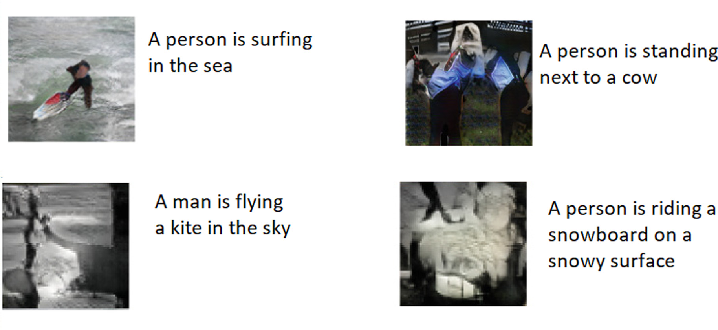 A person is surfing
in the sea
A person is standing
next to a cow
A man is flying
a kite in the sky
A person is riding a
snowboard on a
snowy surface